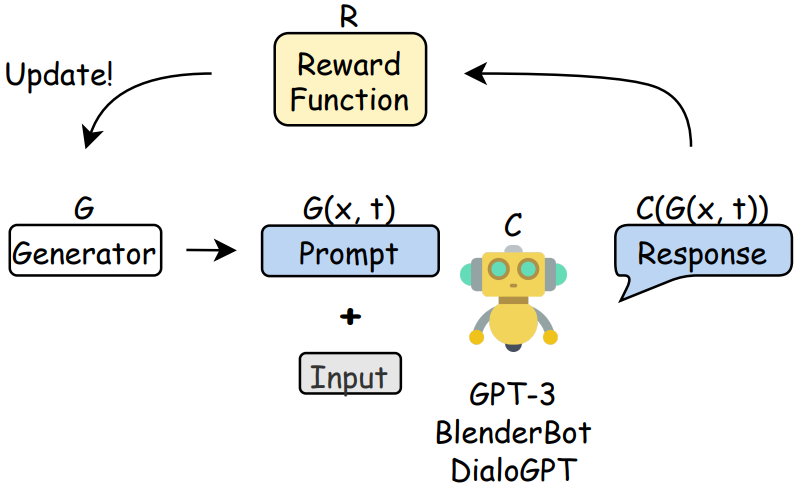 R
Reward
Function
Update!
G
Generator
G(x, t)
Prompt
+
Input
C
GPT-3
BlenderBot
DialoGPT
C(G(x, t))
Response